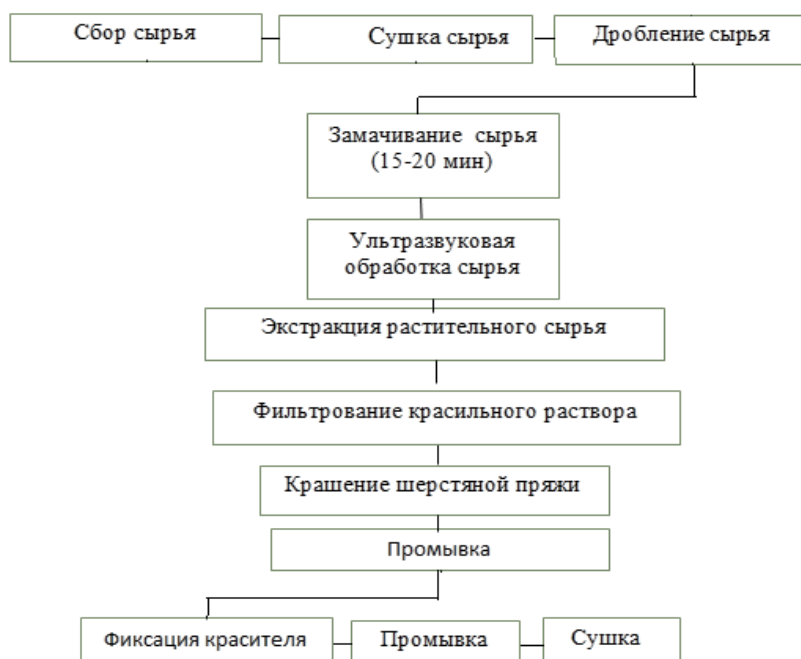 Сбор сырья
Сушка сырья
Дробление сырья
Замачивание сырья
(15-20 мин)
Ультразвуковая
обработка сырья
Экстракция растительного сырья
Фильтрование красильного раствора
Крашение шерстяной пряжи
Промывка
Фиксация красителя
Промывка
Сушка